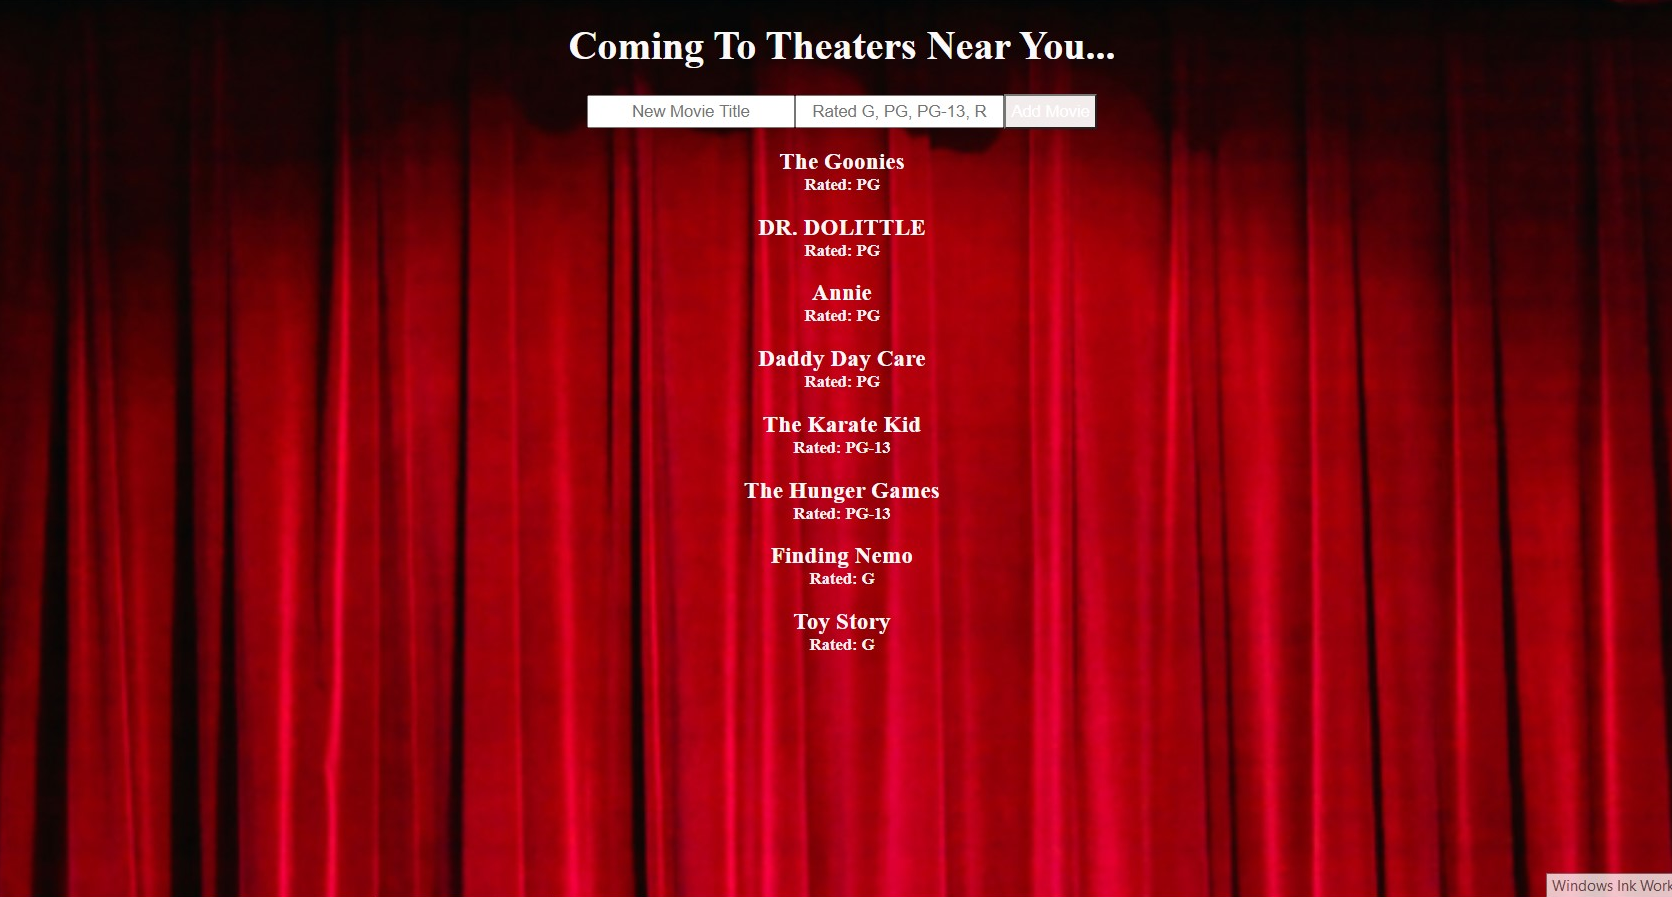 Coming To Theaters Near You...
New Movie Title Rated G, PG, PG-13, R Add Movie
The Goonies
Rated: PG
DR. DOLITTLE
Rated: PG
Annie
Rated: PG
Daddy Day Care
Rated: PG
The Karate Kid
Rated: PG-13
The Hunger Games
Rated: PG-13
Finding Nemo
Rated: G
Toy Story
Rated: G
Windows Ink Work